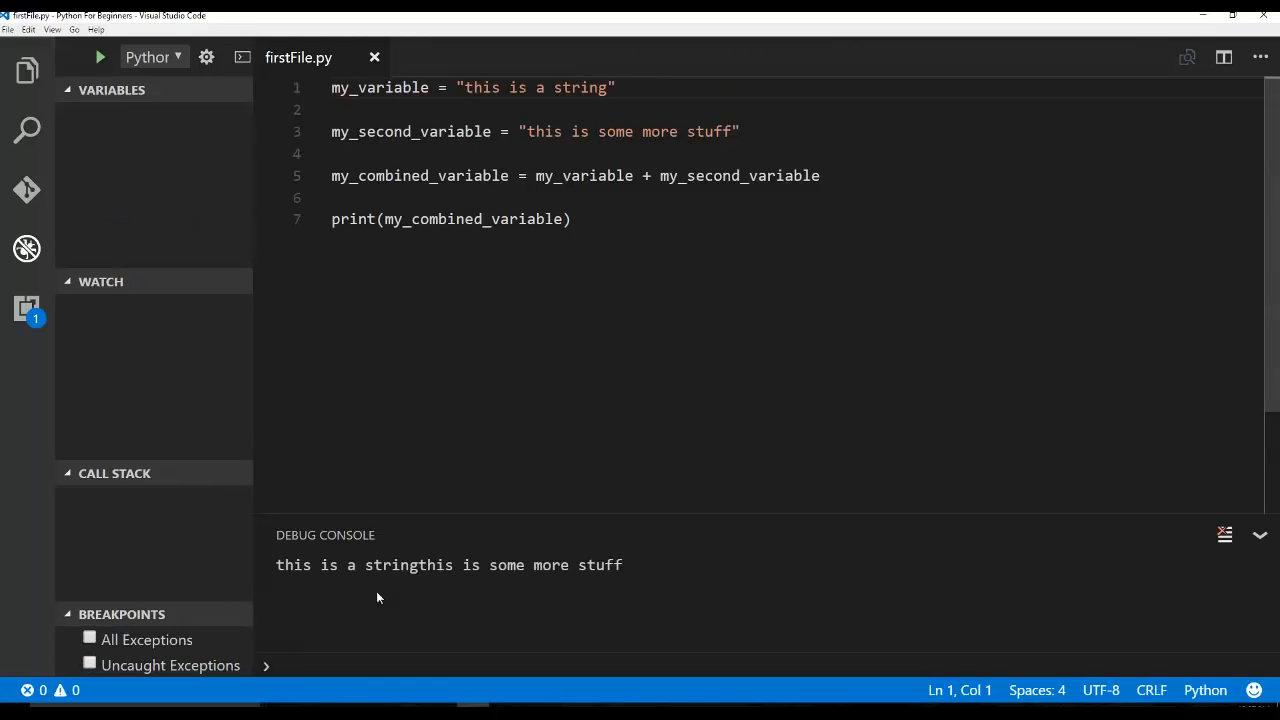 firstFile.py - Python For Beginners - Visual Studio Code
File Edit View Go Help
Python
firstFile.py
VARIABLES
1 my_variable = "this is a string"
2
3 my_second_variable = "this is some more stuff"
4
5 my_combined_variable = my_variable + my_second_variable
6
7 print(my_combined_variable)
WATCH
1
CALL STACK
DEBUG CONSOLE
this is a stringthis is some more stuff
BREAKPOINTS
All Exceptions
Uncaught Exceptions
0 0 Ln 1, Col 1 Spaces: 4 UTF-8 CRLF Python